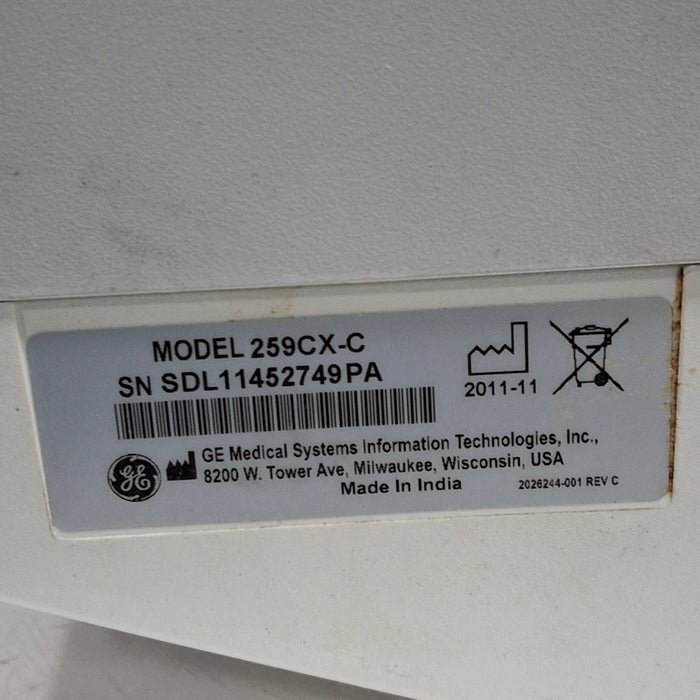 MODEL 259CX-C
SN SDL11452749PA
2011-11
GE
GE Medical Systems Information Technologies, Inc.,
8200 W. Tower Ave, Milwaukee, Wisconsin, USA
Made In India
2026244-001 REV C